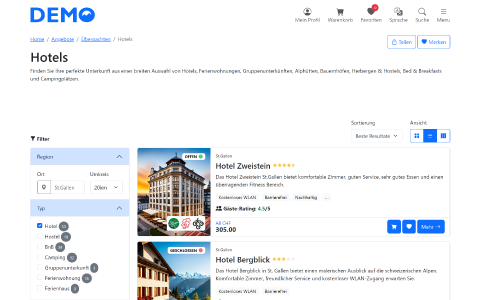 DEMO
Mein Profil
Warenkorb
Favoriten
Sprache
Suche
Menu
Home / Angebote / Übernachten / Hotels
Teilen
Merken
Hotels
Finden Sie Ihre perfekte Unterkunft aus einer breiten Auswahl von Hotels, Ferienwohnungen, Gruppenunterkünften, Alphütten, Bauernhöfen, Herbergen & Hostels, Bed & Breakfasts
und Campingplätzen.
Sortierung
Beste Resultate
Ansicht
Filter
Region
Ort
St.Gallen
Umkreis
20km
Typ
Hotel
Hostel
BnB
Camping
Gruppenunterkunft
Ferienwohnung
Ferienhaus
OFFEN
St.Gallen
Hotel Zweistein
Das Hotel Zweistein St.Gallen bietet komfortable Zimmer, guten Service, sehr gutes Essen und einen
überragenden Fitness Bereich.
Kostenloses WLAN
Barrierefrei
Nachhaltig
...
Gäste-Rating: 4.5/5
AB CHF
305.00
Mehr
GESCHLOSSEN
St.Gallen
Hotel Bergblick
Das Hotel Bergblick in St. Gallen bietet einen malerischen Ausblick auf die schweizerischen Alpen.
Komfortable Zimmer, freundlicher Service und kostenloser WLAN-Zugang erwarten Sie.
Kostenloses WLAN
Barrierefrei